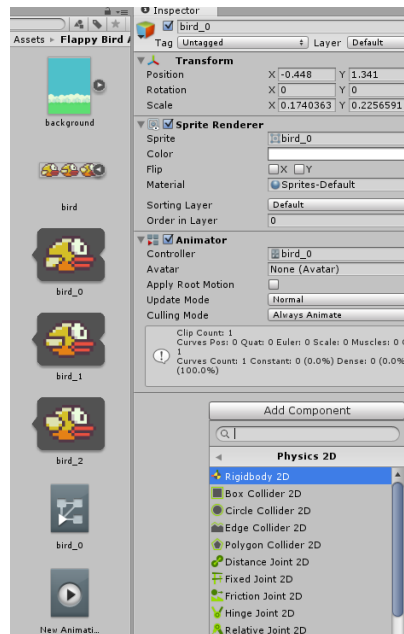 Inspector
bird_0
Assets ▸ Flappy Bird A
Tag Untagged Layer Default
Transform
Position X -0.448 Y 1.341
Rotation X 0 Y 0
Scale X 0.1740363 Y 0.2256591
background
Sprite Renderer
Sprite bird_0
Color
Flip X Y
Material Sprites-Default
bird
Sorting Layer Default
Order in Layer 0
Animator
Controller bird_0
Avatar None (Avatar)
Apply Root Motion
bird_0
Update Mode Normal
Culling Mode Always Animate
Clip Count: 1
Curves Pos: 0 Quat: 0 Euler: 0 Scale: 0 Muscles: 0
1
Curves Count: 1 Constant: 0 (0.0%) Dense: 0 (0.0%
(100.0%)
bird_1
Add Component
Physics 2D
bird_2
Rigidbody 2D
Box Collider 2D
Circle Collider 2D
Edge Collider 2D
Polygon Collider 2D
bird_0
Distance Joint 2D
Fixed Joint 2D
Friction Joint 2D
Hinge Joint 2D
Relative Joint 2D
New Animati...